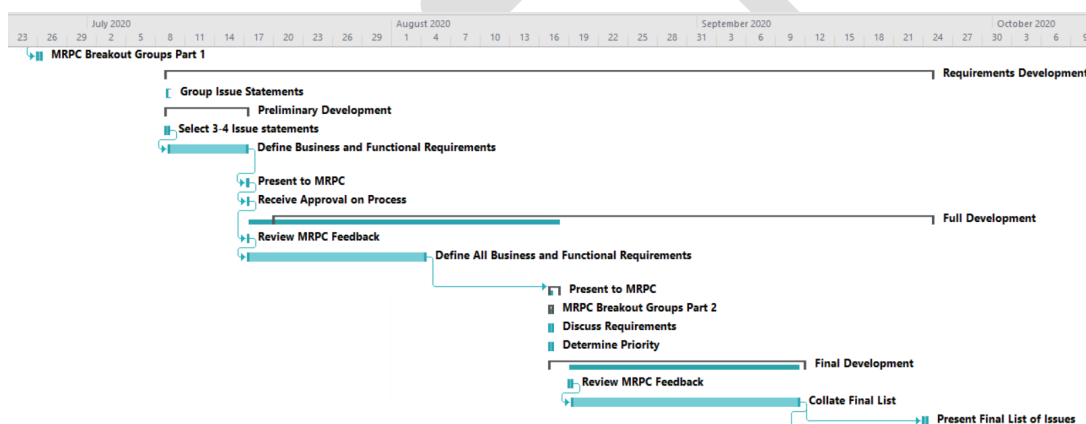 July 2020 August 2020 September 2020 October 2020
23 26 29 2 5 8 11 14 17 20 23 26 29 1 4 7 10 13 16 19 22 25 28 31 3 6 9 12 15 18 21 24 27 30 3 6 9
MRPC Breakout Groups Part 1
Requirements Development
Group Issue Statements
Preliminary Development
Select 3-4 Issue statements
Define Business and Functional Requirements
Present to MRPC
Receive Approval on Process
Full Development
Review MRPC Feedback
Define All Business and Functional Requirements
Present to MRPC
MRPC Breakout Groups Part 2
Discuss Requirements
Determine Priority
Final Development
Review MRPC Feedback
Collate Final List
Present Final List of Issues